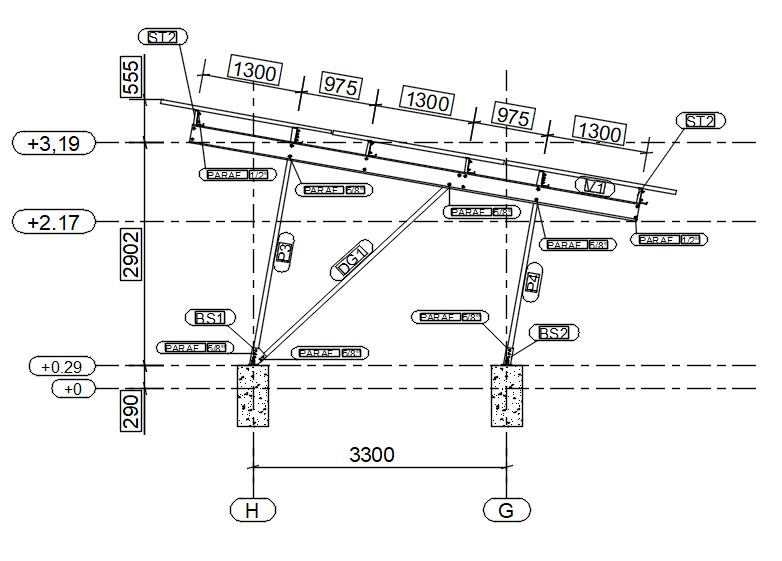 ST2
555
1300
975
1300
975
1300
ST2
+3,19
PARAF. 1/2"
PARAF. 5/8"
V1
PARAF. 5/8"
+2.17
PARAF. 5/8"
PARAF. 1/2"
2902
P3
DG1
P4
BS1
PARAF. 5/8"
BS2
PARAF. 5/8"
PARAF. 5/8"
+0.29
+0
290
3300
H
G